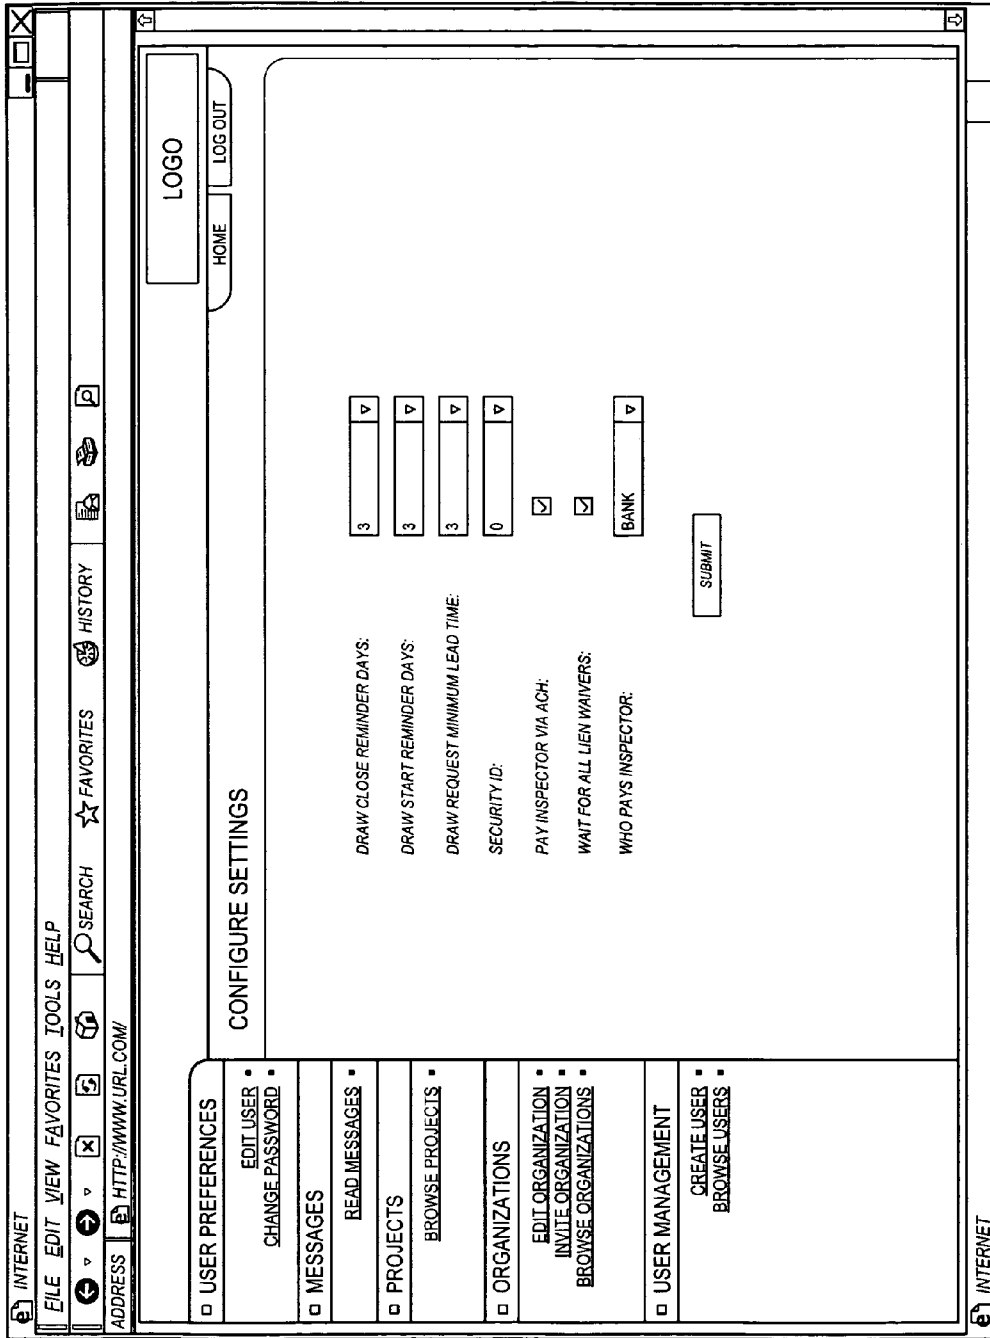 INTERNET
FILE EDIT VIEW FAVORITES TOOLS HELP
SEARCH FAVORITES HISTORY
ADDRESS HTTP://WWW.URL.COM/
LOGO
HOME LOG OUT
USER PREFERENCES
EDIT USER
CHANGE PASSWORD
MESSAGES
READ MESSAGES
PROJECTS
BROWSE PROJECTS
ORGANIZATIONS
EDIT ORGANIZATION
INVITE ORGANIZATION
BROWSE ORGANIZATIONS
USER MANAGEMENT
CREATE USER
BROWSE USERS
CONFIGURE SETTINGS
DRAW CLOSE REMINDER DAYS: 3
DRAW START REMINDER DAYS: 3
DRAW REQUEST MINIMUM LEAD TIME: 3
SECURITY ID: 0
PAY INSPECTOR VIA ACH:
WAIT FOR ALL LIEN WAIVERS:
WHO PAYS INSPECTOR: BANK
SUBMIT
INTERNET